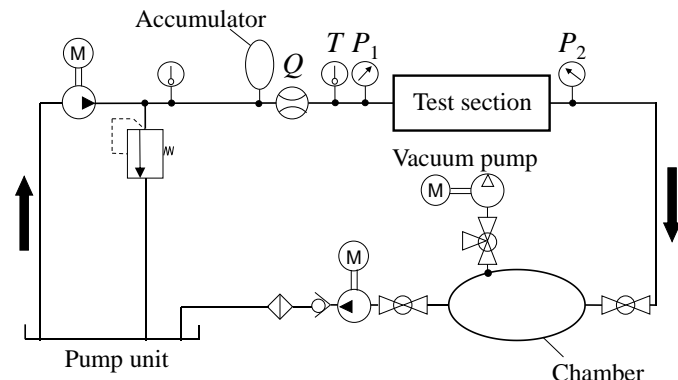 Accumulator
M
Q
T
P1
P2
Test section
Vacuum pump
M
M
Pump unit
Chamber